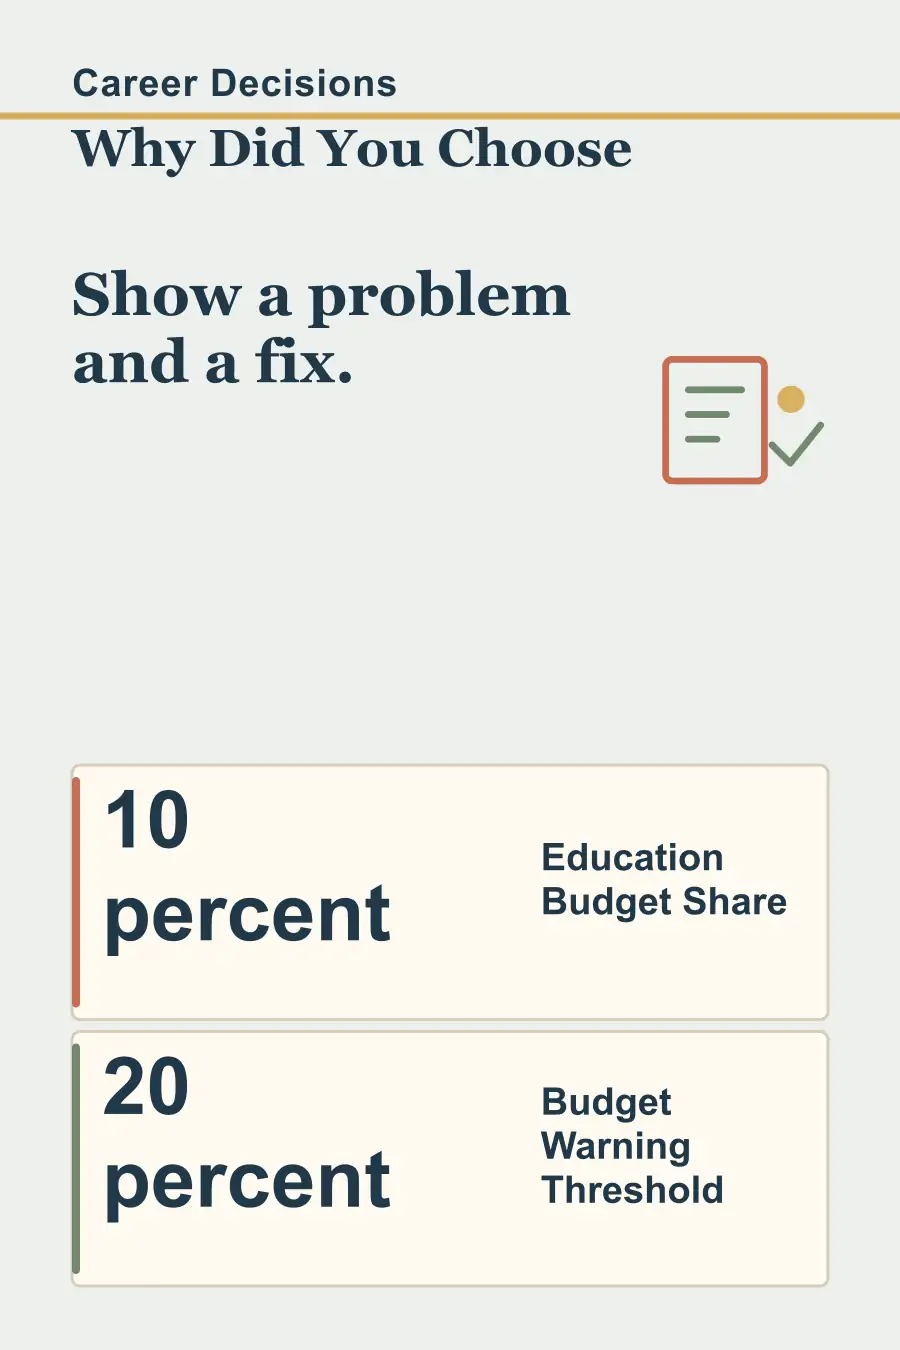 Career Decisions
Why Did You Choose
Show a problem
and a fix.
10
percent
Education
Budget Share
20
percent
Budget
Warning
Threshold